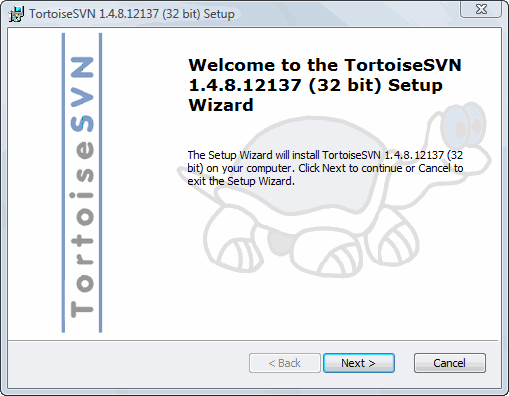 TortoiseSVN 1.4.8.12137 (32 bit) Setup
TortoiseSVN
Welcome to the TortoiseSVN
1.4.8.12137 (32 bit) Setup
Wizard
The Setup Wizard will install TortoiseSVN 1.4.8.12137 (32
bit) on your computer. Click Next to continue or Cancel to
exit the Setup Wizard.
< Back
Next >
Cancel